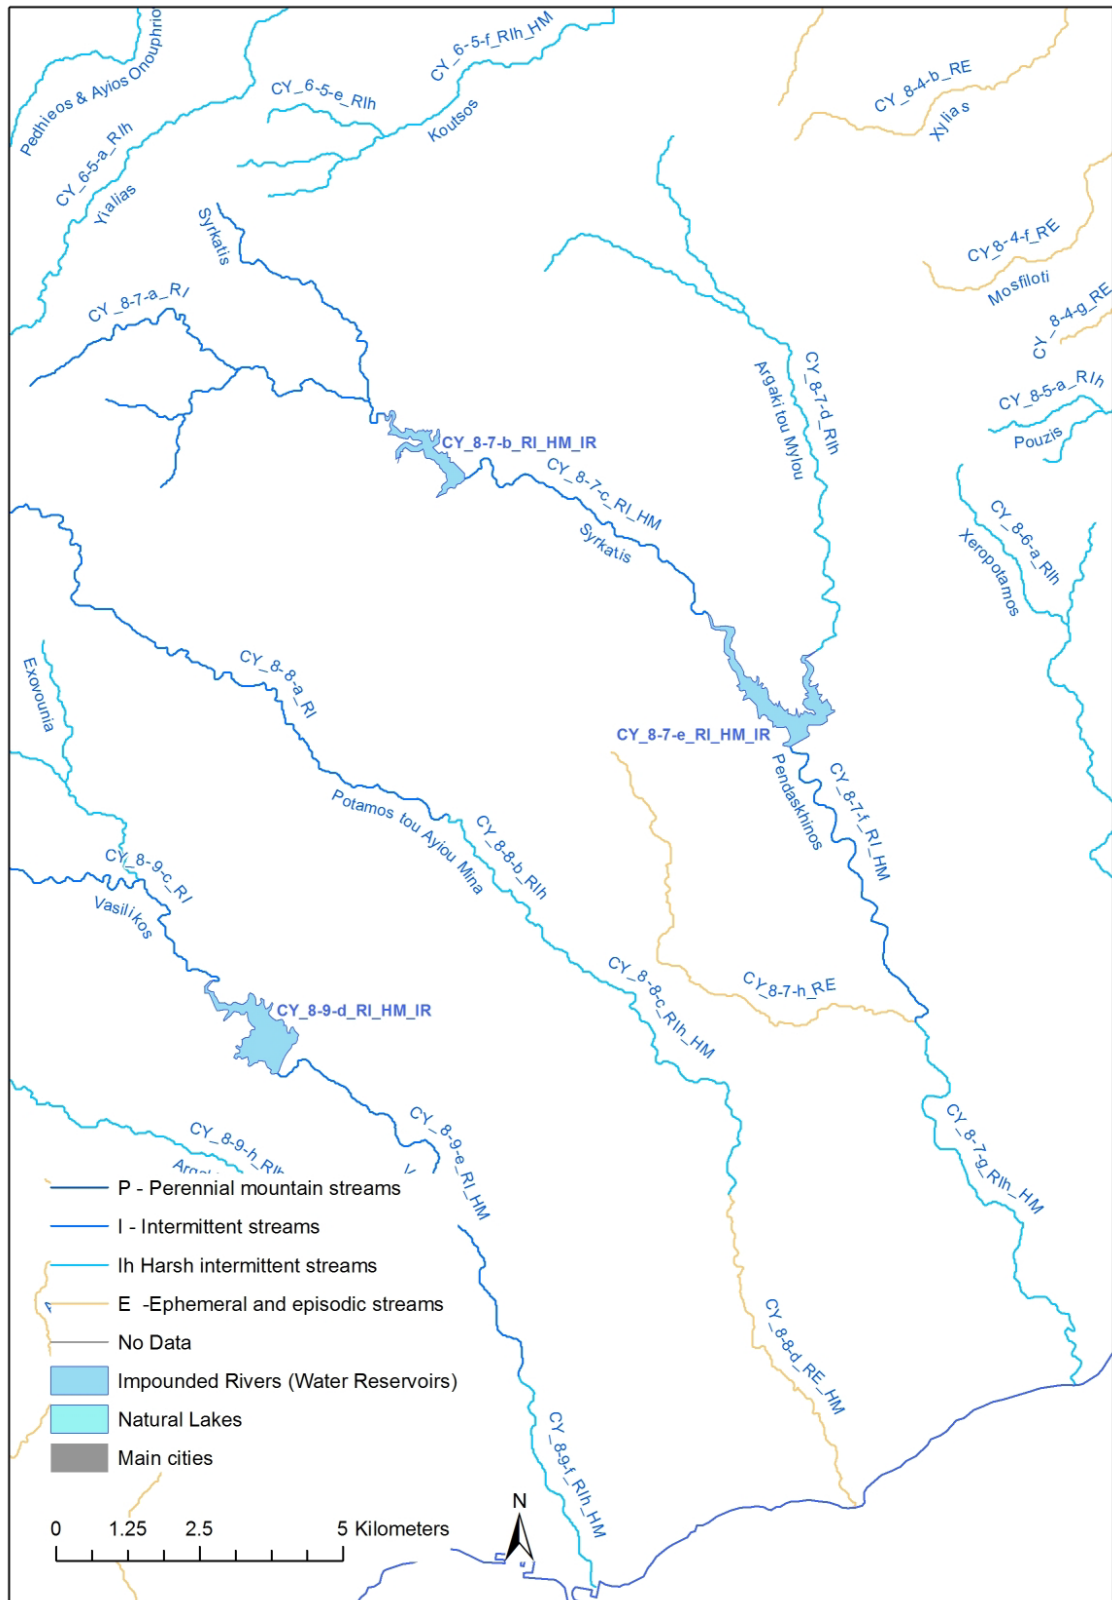 Pedhieos & Ayios Onouphrio
CY_6-5-a_RIh
Yialias
CY_6-5-e_RIh
CY_6-5-f_RIh_HM
Koutsos
CY_8-4-b_RE
Xylias
CY8-4-f_RE
Mosfiloti
CY_8-4-g_RE
CY_8-5-a_RIh
Pouzis
Syrkatis
CY_8-7-a_RI
CY_8-7-b_RI_HM_IR
CY_8-7-c_RI_HM
Syrkatis
CY_8-7-d_RIh
Argaki tou Mylou
CY_8-6-a_RIh
Xeropotamos
CY_8-8-a_RI
Exovounia
CY_8-7-e_RI_HM_IR
Pendaskhinos
CY_8-7-f_RI_HM
Potamos tou Ayiou Mina
CY_8-8-b_RIh
CY_8-9-c_RI
Vasilikos
CY_8-8-c_RIh_HM
CY_8-7-h_RE
CY_8-9-d_RI_HM_IR
CY_8-9-h_RIh
CY_8-9-e_RI_HM
V
CY_8-7-g_RIh_HM
P - Perennial mountain streams
I - Intermittent streams
Ih Harsh intermittent streams
E -Ephemeral and episodic streams
No Data
Impounded Rivers (Water Reservoirs)
Natural Lakes
Main cities
CY_8-8-d_RE_HM
CY_8-9-f_RIh_HM
N
0 1.25 2.5 5 Kilometers